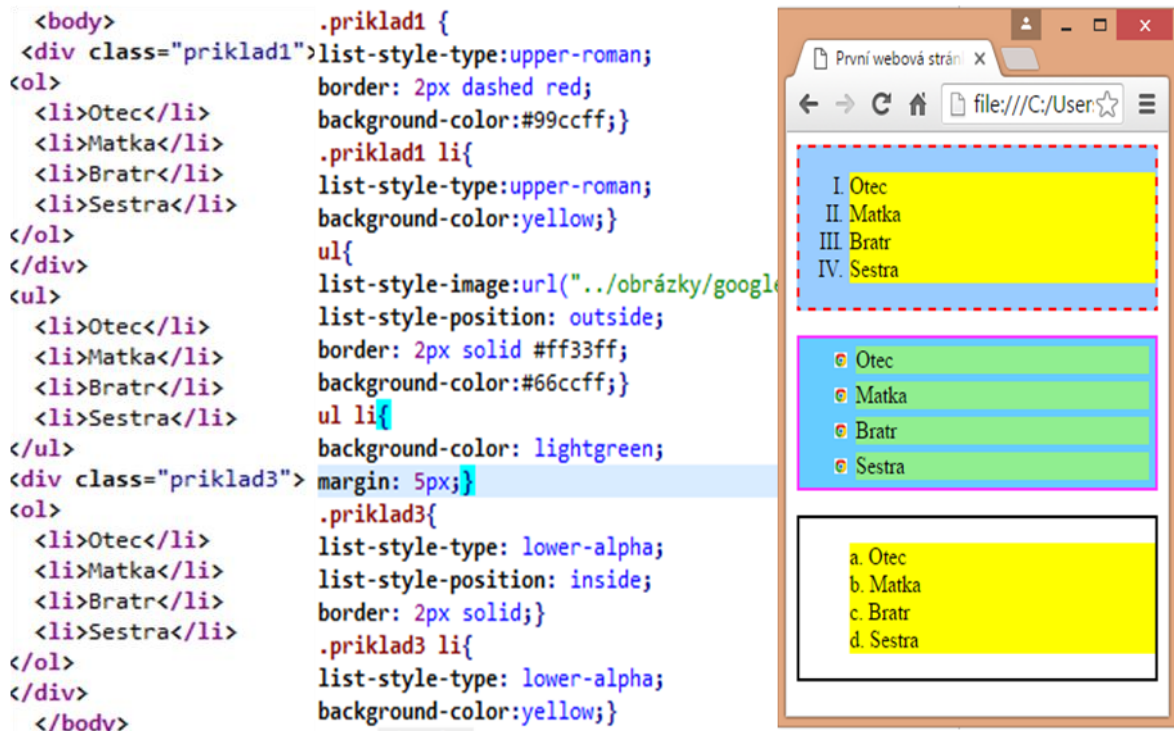 <body>
<div class="priklad1">
<ol>
<li>Otec</li>
<li>Matka</li>
<li>Bratr</li>
<li>Sestra</li>
</ol>
</div>
<ul>
<li>Otec</li>
<li>Matka</li>
<li>Bratr</li>
<li>Sestra</li>
</ul>
<div class="priklad3">
<ol>
<li>Otec</li>
<li>Matka</li>
<li>Bratr</li>
<li>Sestra</li>
</ol>
</div>
</body>
.priklad1 {
list-style-type:upper-roman;
border: 2px dashed red;
background-color:#99ccff;}
.priklad1 li{
list-style-type:upper-roman;
background-color:yellow;}
ul{
list-style-image:url("../obrázky/google
list-style-position: outside;
border: 2px solid #ff33ff;
background-color:#66ccff;}
ul li{
background-color: lightgreen;
margin: 5px;}
.priklad3{
list-style-type: lower-alpha;
list-style-position: inside;
border: 2px solid;}
.priklad3 li{
list-style-type: lower-alpha;
background-color:yellow;}
První webová strán
file:///C:/User
I. Otec
II. Matka
III. Bratr
IV. Sestra
Otec
Matka
Bratr
Sestra
a. Otec
b. Matka
c. Bratr
d. Sestra